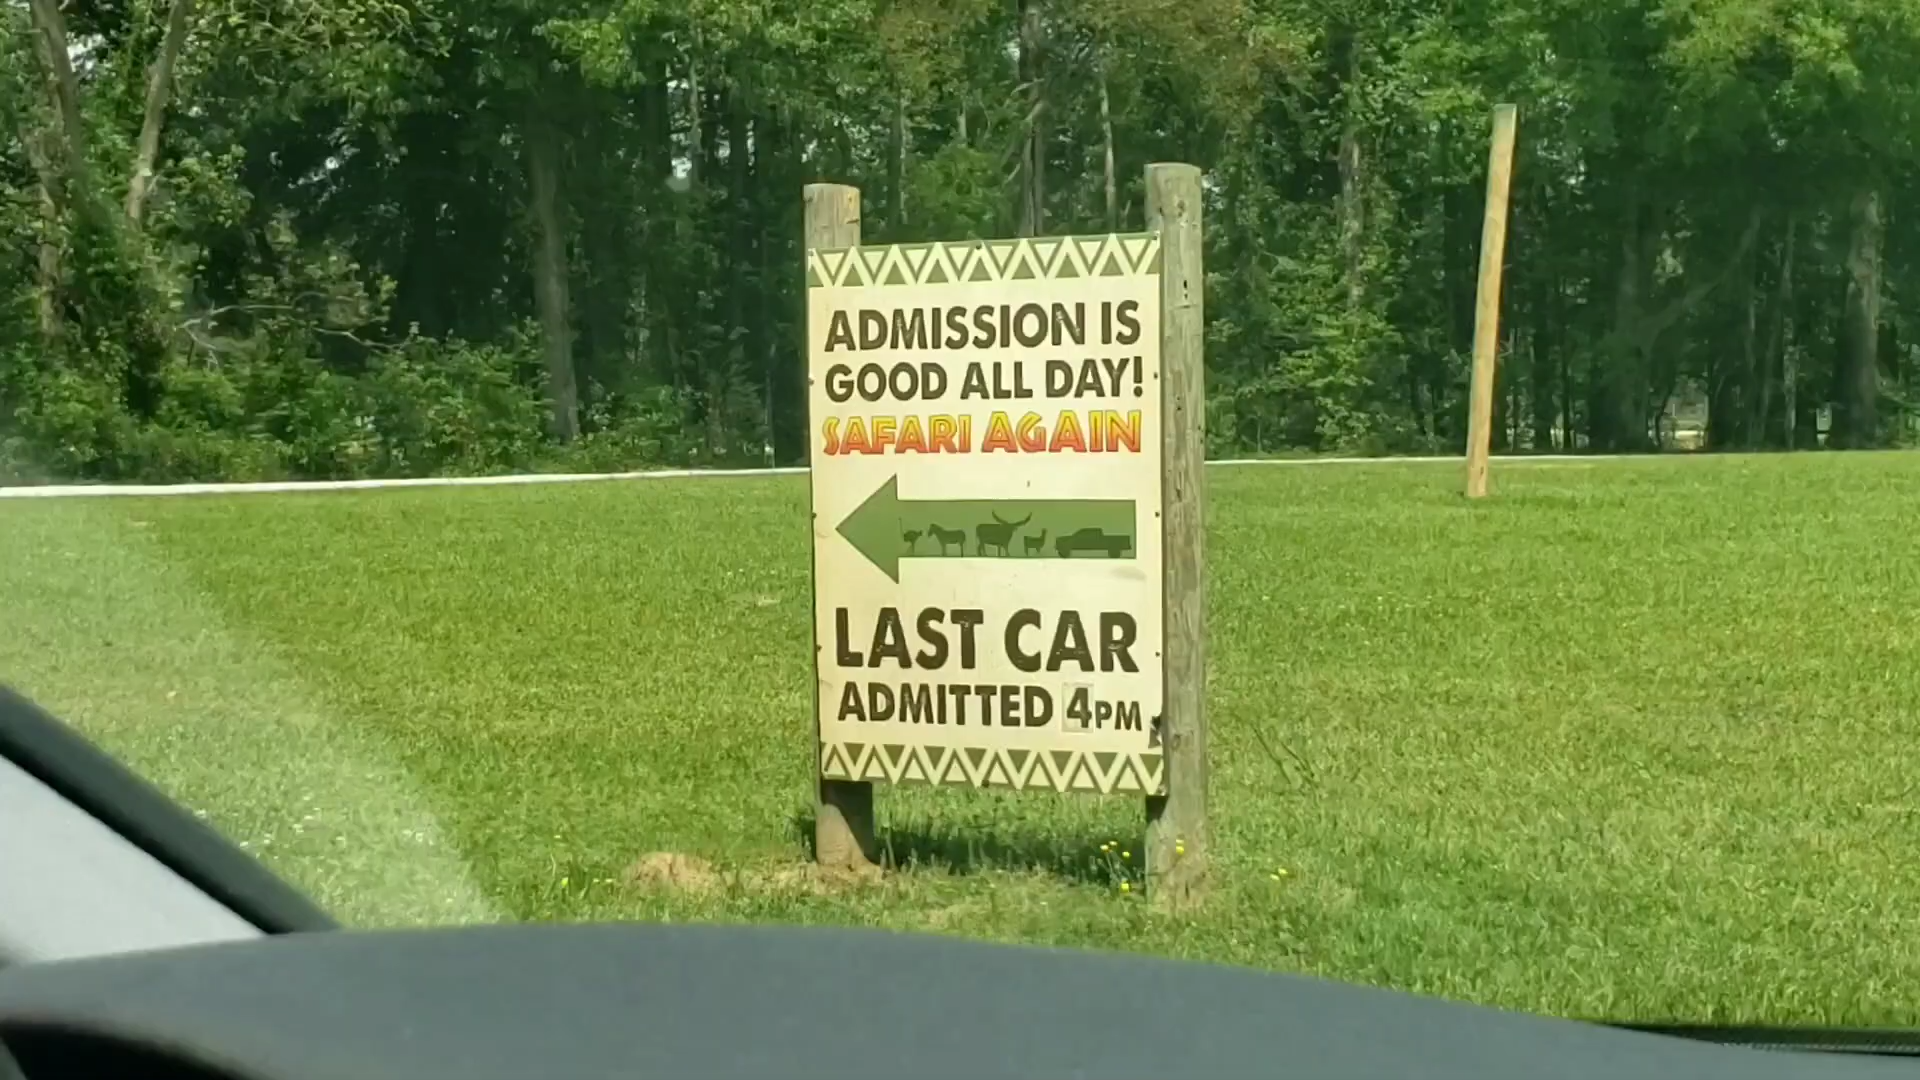 ADMISSION IS
GOOD ALL DAY!
SAFARI AGAIN
LAST CAR
ADMITTED 4PM